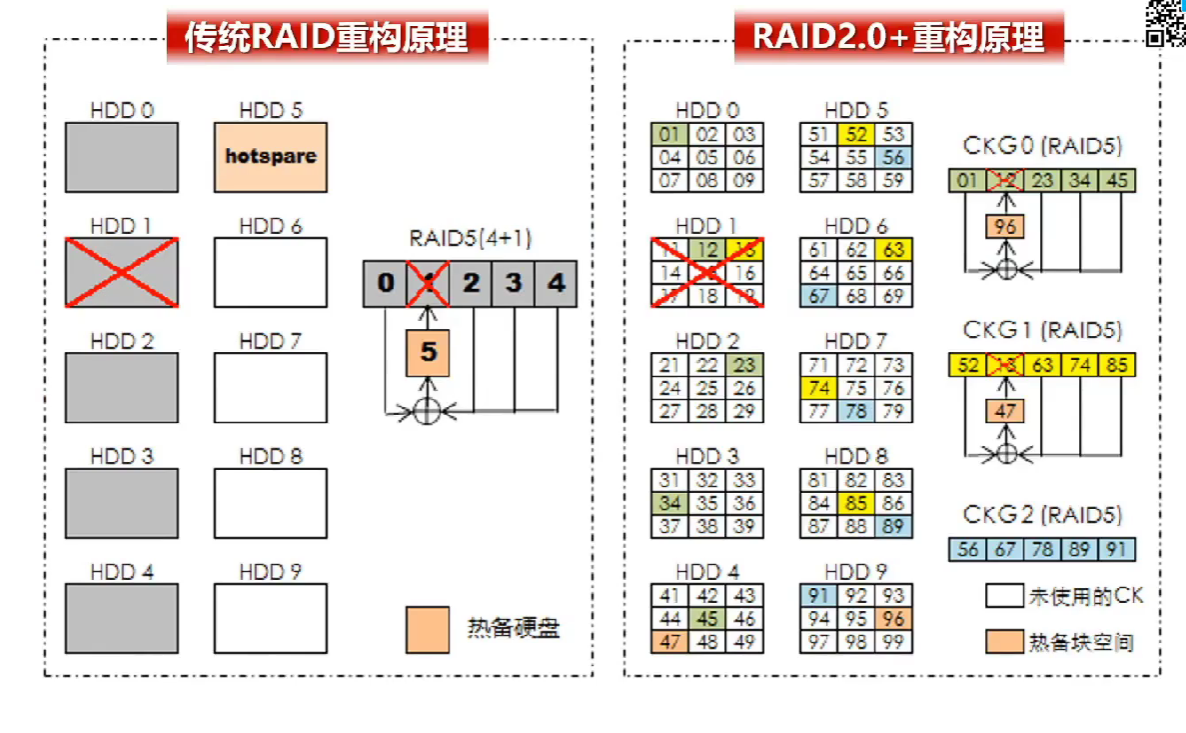 传统RAID重构原理
HDD 0 HDD 5
hotspare
HDD 1 HDD 6
RAID5(4+1)
0 1 2 3 4
5
HDD 2 HDD 7
HDD 3 HDD 8
HDD 4 HDD 9
热备硬盘
RAID2.0+重构原理
HDD 0 HDD 5
01 02 03 51 52 53
04 05 06 54 55 56
07 08 09 57 58 59
HDD 1 HDD 6
11 12 13 61 62 63
14 16 64 65 66
17 18 19 67 68 69
HDD 2 HDD 7
21 22 23 71 72 73
24 25 26 74 75 76
27 28 29 77 78 79
HDD 3 HDD 8
31 32 33 81 82 83
34 35 36 84 85 86
37 38 39 87 88 89
HDD 4 HDD 9
41 42 43 91 92 93
44 45 46 94 95 96
47 48 49 97 98 99
CKG0 (RAID5)
01 12 23 34 45
96
CKG1 (RAID5)
52 13 63 74 85
47
CKG2 (RAID5)
56 67 78 89 91
未使用的CK
热备块空间